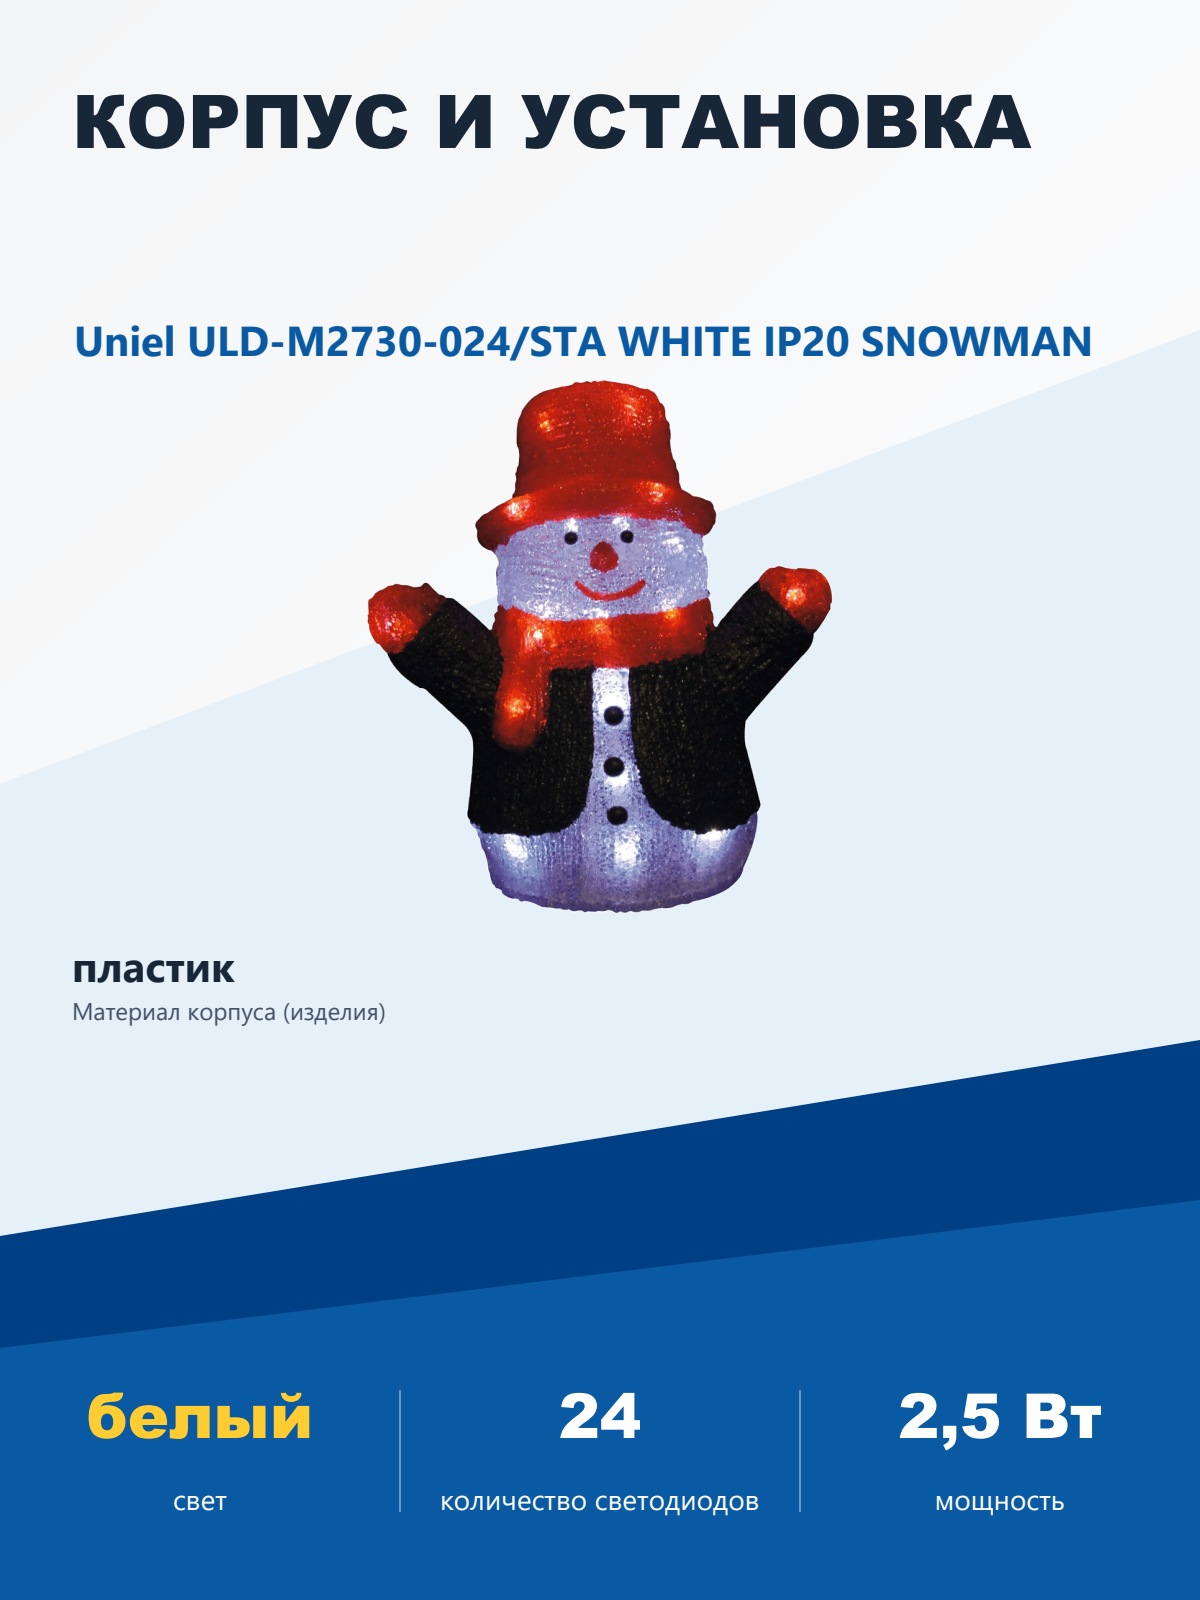 КОРПУС И УСТАНОВКА
Uniel ULD-M2730-024/STA WHITE IP20 SNOWMAN
пластик
Материал корпуса (изделия)
белый
свет
24
количество светодиодов
2,5 Вт
мощность